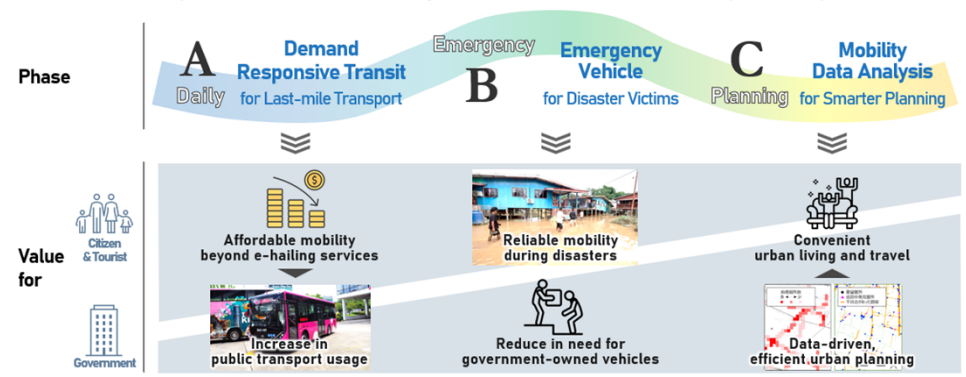 Phase
A
Daily
Demand
Responsive Transit
for Last-mile Transport
Emergency
B
Emergency
Vehicle
for Disaster Victims
C
Planning
Mobility
Data Analysis
for Smarter Planning
Value
for
Citizen
& Tourist
Government
$
Affordable mobility
beyond e-hailing services
Increase in
public transport usage
Reliable mobility
during disasters
Reduce in need for
government-owned vehicles
Convenient
urban living and travel
Data-driven,
efficient urban planning